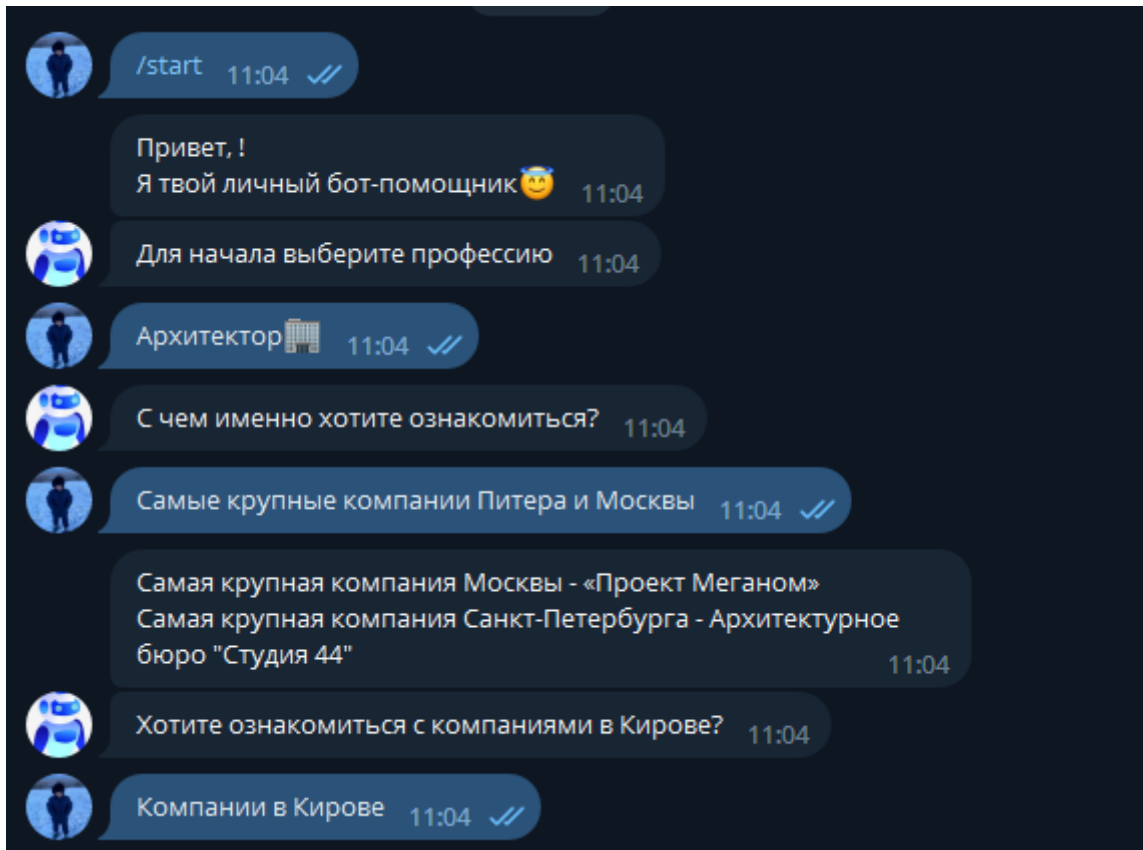 /start 11:04
Привет, !
Я твой личный бот-помощник😇 11:04
Для начала выберите профессию 11:04
Архитектор🏢 11:04
С чем именно хотите ознакомиться? 11:04
Самые крупные компании Питера и Москвы 11:04
Самая крупная компания Москвы - «Проект Меганом»
Самая крупная компания Санкт-Петербурга - Архитектурное
бюро "Студия 44" 11:04
Хотите ознакомиться с компаниями в Кирове? 11:04
Компании в Кирове 11:04